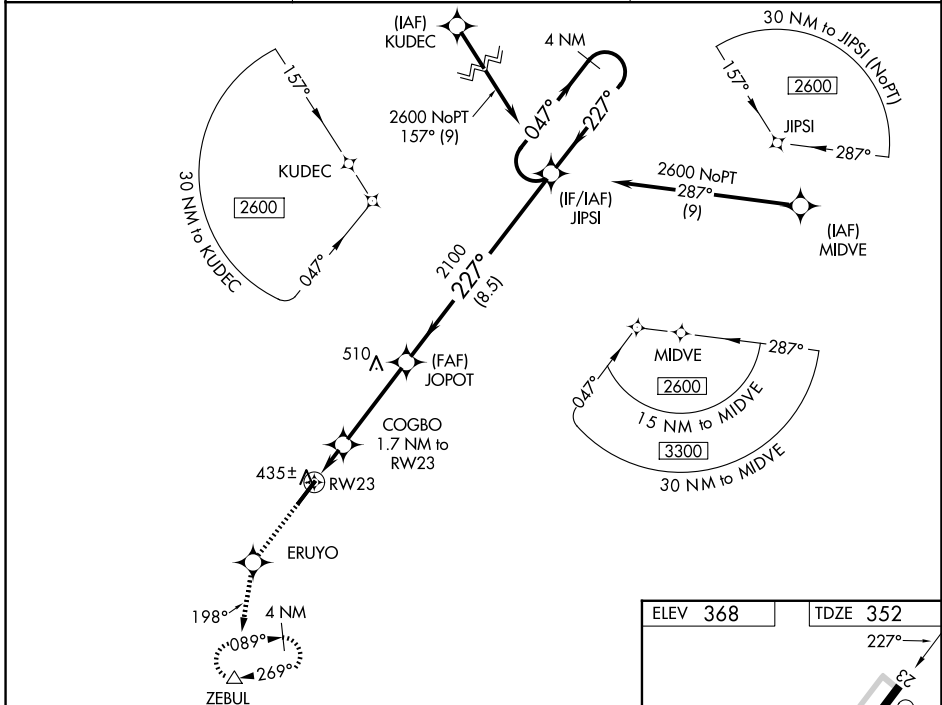 (IAF)
KUDEC
2600 NoPT
157° (9)
4 NM
047°
227°
30 NM to JIPSI (NoPT)
157°
2600
JIPSI
287°
157°
KUDEC
2600
047°
30 NM to KUDEC
(IF/IAF)
JIPSI
2600 NoPT
287°
(9)
(IAF)
MIDVE
2100
227°
(8.5)
510
(FAF)
JOPOT
MIDVE
287°
047°
2600
15 NM to MIDVE
3300
30 NM to MIDVE
COGBO
1.7 NM to
RW23
435±
RW23
ERUYO
198°
4 NM
089°
269°
ZEBUL
ELEV 368
TDZE 352
227°
23